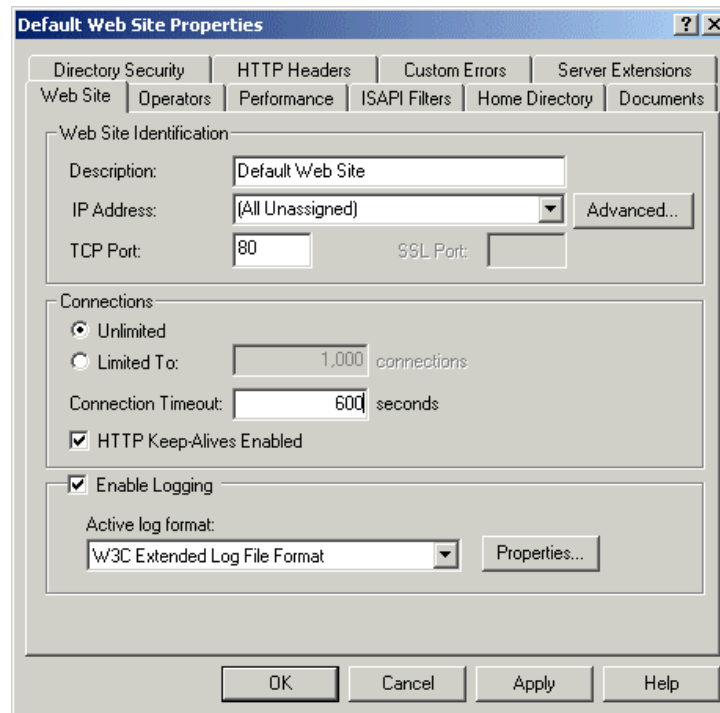 Default Web Site Properties
Directory Security HTTP Headers Custom Errors Server Extensions
Web Site Operators Performance ISAPI Filters Home Directory Documents
Web Site Identification
Description: Default Web Site
IP Address: (All Unassigned) Advanced...
TCP Port: 80 SSL Port:
Connections
Unlimited
Limited To: 1,000 connections
Connection Timeout: 600 seconds
HTTP Keep-Alives Enabled
Enable Logging
Active log format:
W3C Extended Log File Format Properties...
OK Cancel Apply Help